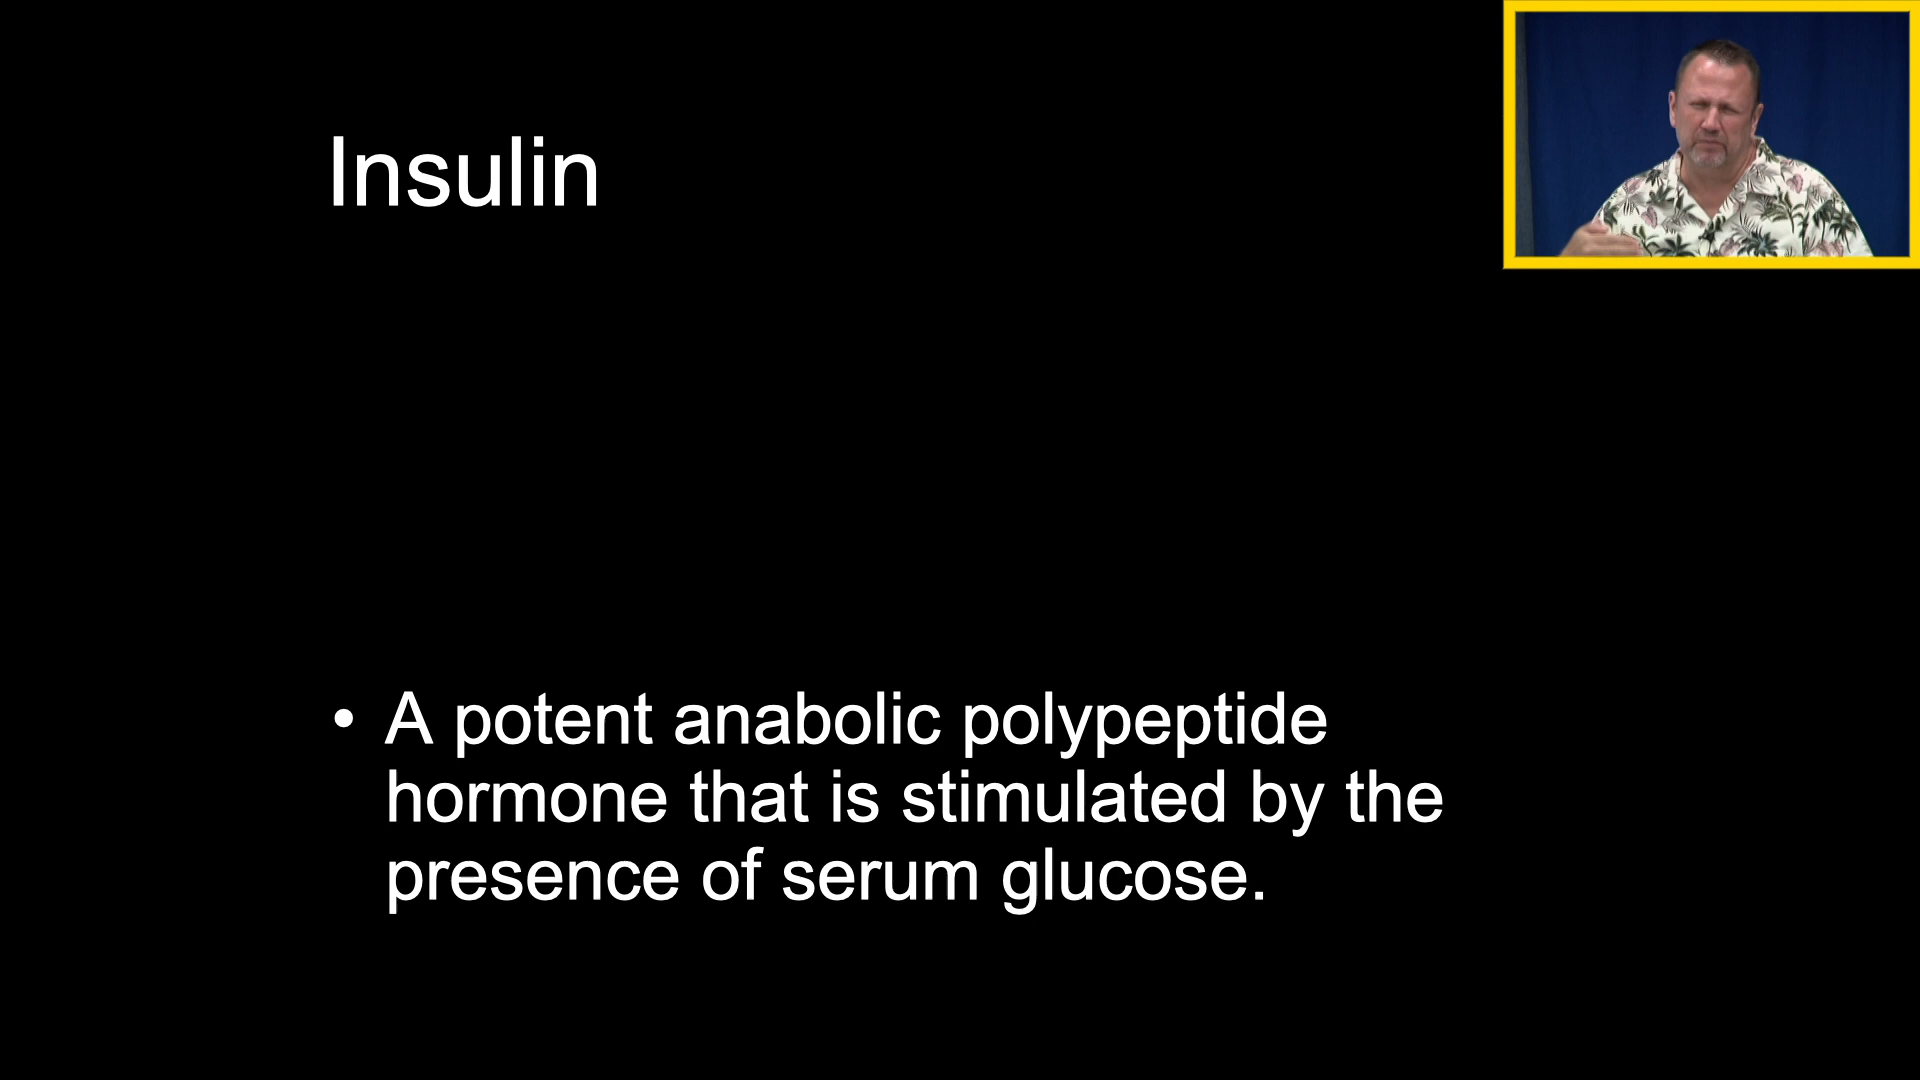 Insulin
• A potent anabolic polypeptide
hormone that is stimulated by the
presence of serum glucose.